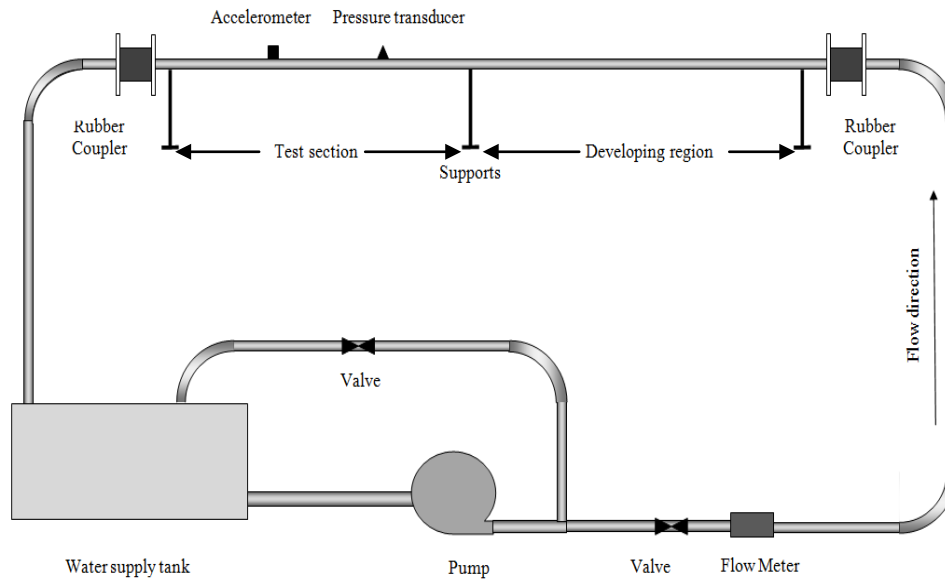 Accelerometer
Pressure transducer
Rubber
Coupler
Test section
Supports
Developing region
Rubber
Coupler
Flow direction
Valve
Water supply tank
Pump
Valve
Flow Meter